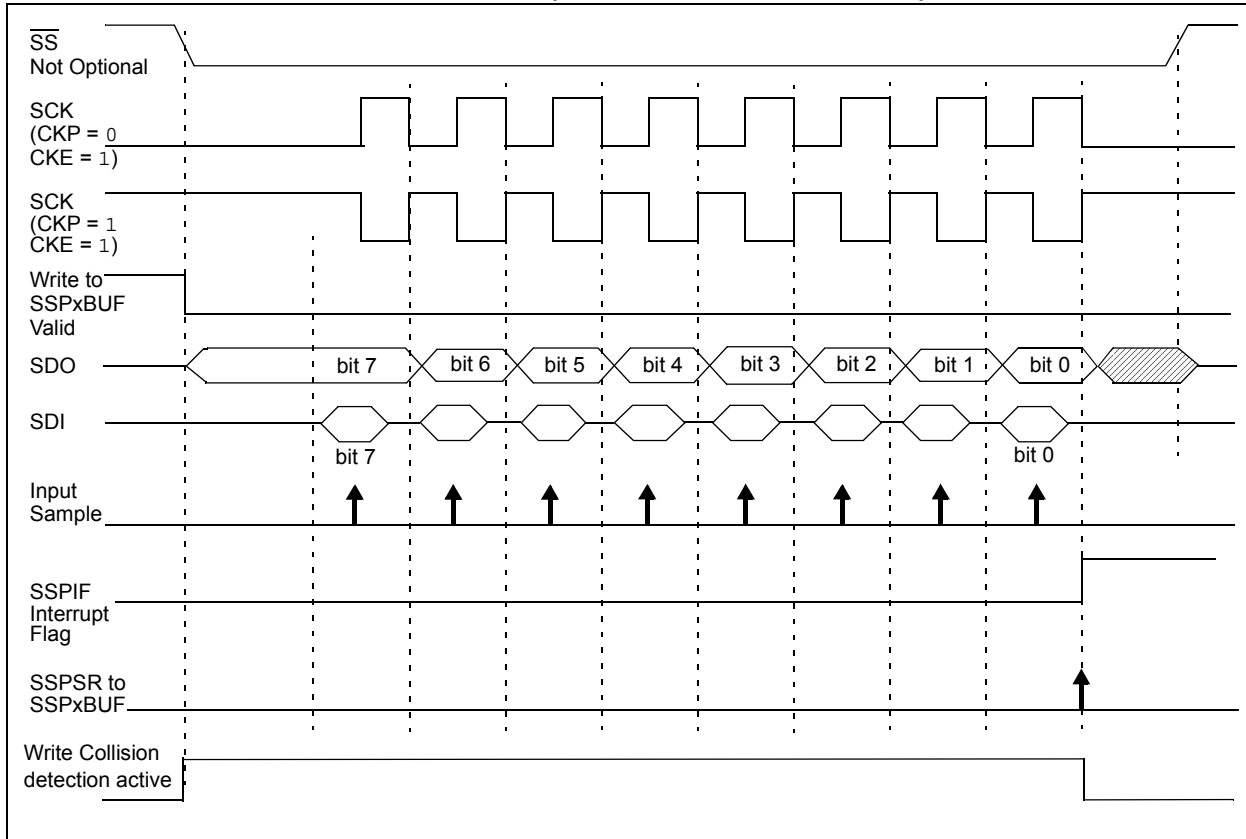 SS
Not Optional
SCK
(CKP = 0
CKE = 1)
SCK
(CKP = 1
CKE = 1)
Write to
SSPxBUF
Valid
SDO
bit 7 bit 6 bit 5 bit 4 bit 3 bit 2 bit 1 bit 0
SDI
bit 7 bit 0
Input
Sample
SSPIF
Interrupt
Flag
SSPSR to
SSPxBUF
Write Collision
detection active